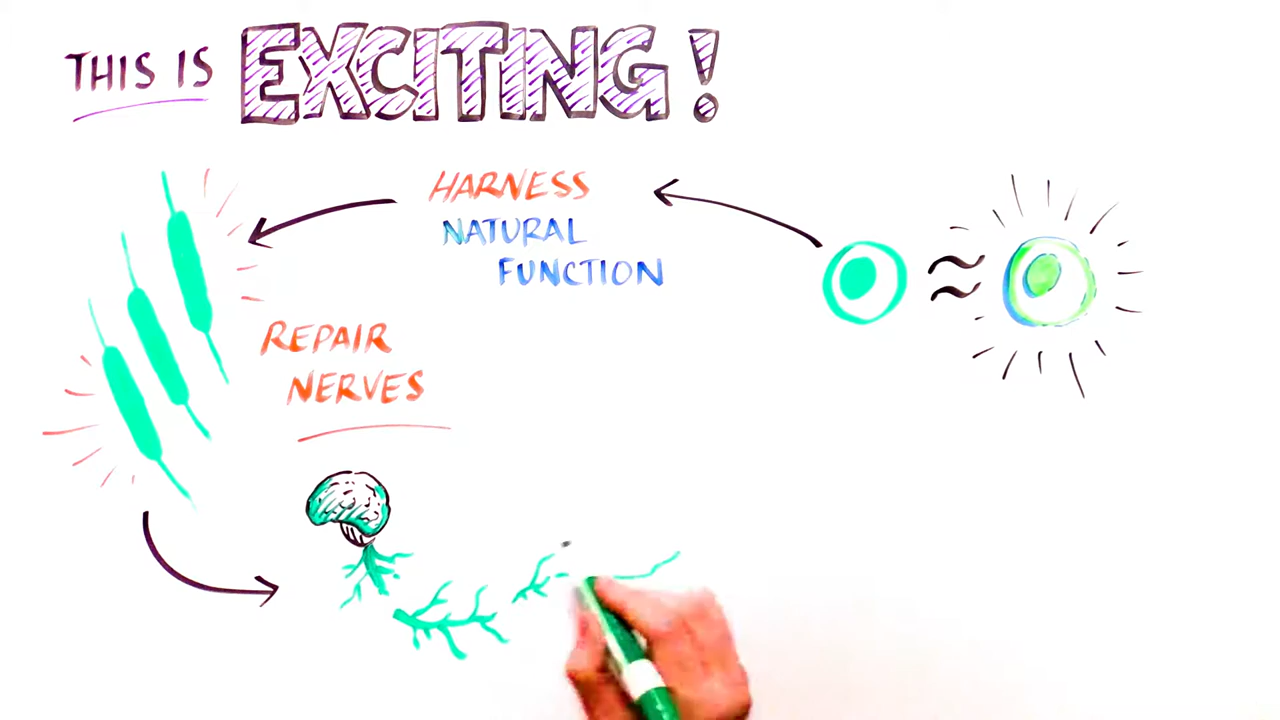 THIS IS EXCITING!
HARNESS
NATURAL
FUNCTION
REPAIR
NERVES